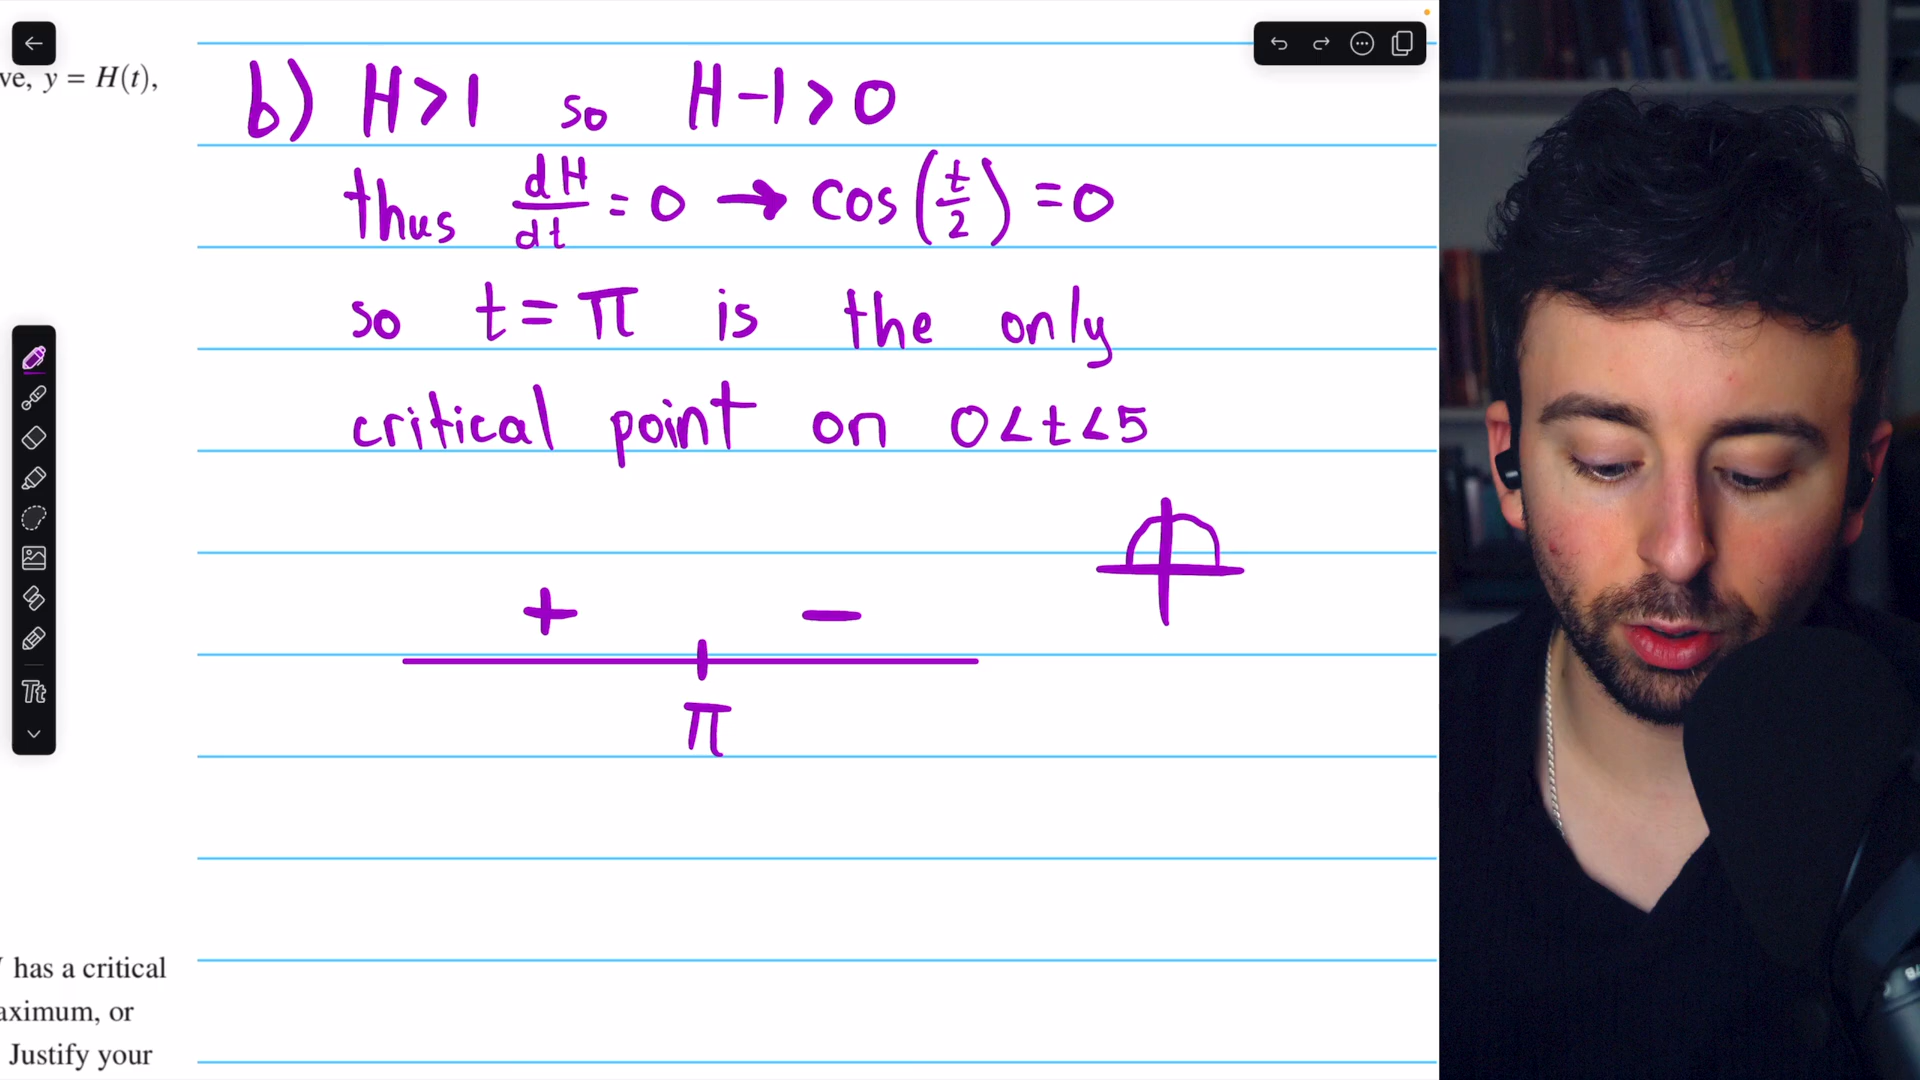 ve, y = H(t),
b) H > 1 so H - 1 > 0
thus dH/dt = 0 → cos(t/2) = 0
so t = π is the only
critical point on 0 < t < 5
+ −
π
has a critical
aximum, or
Justify your
Tt